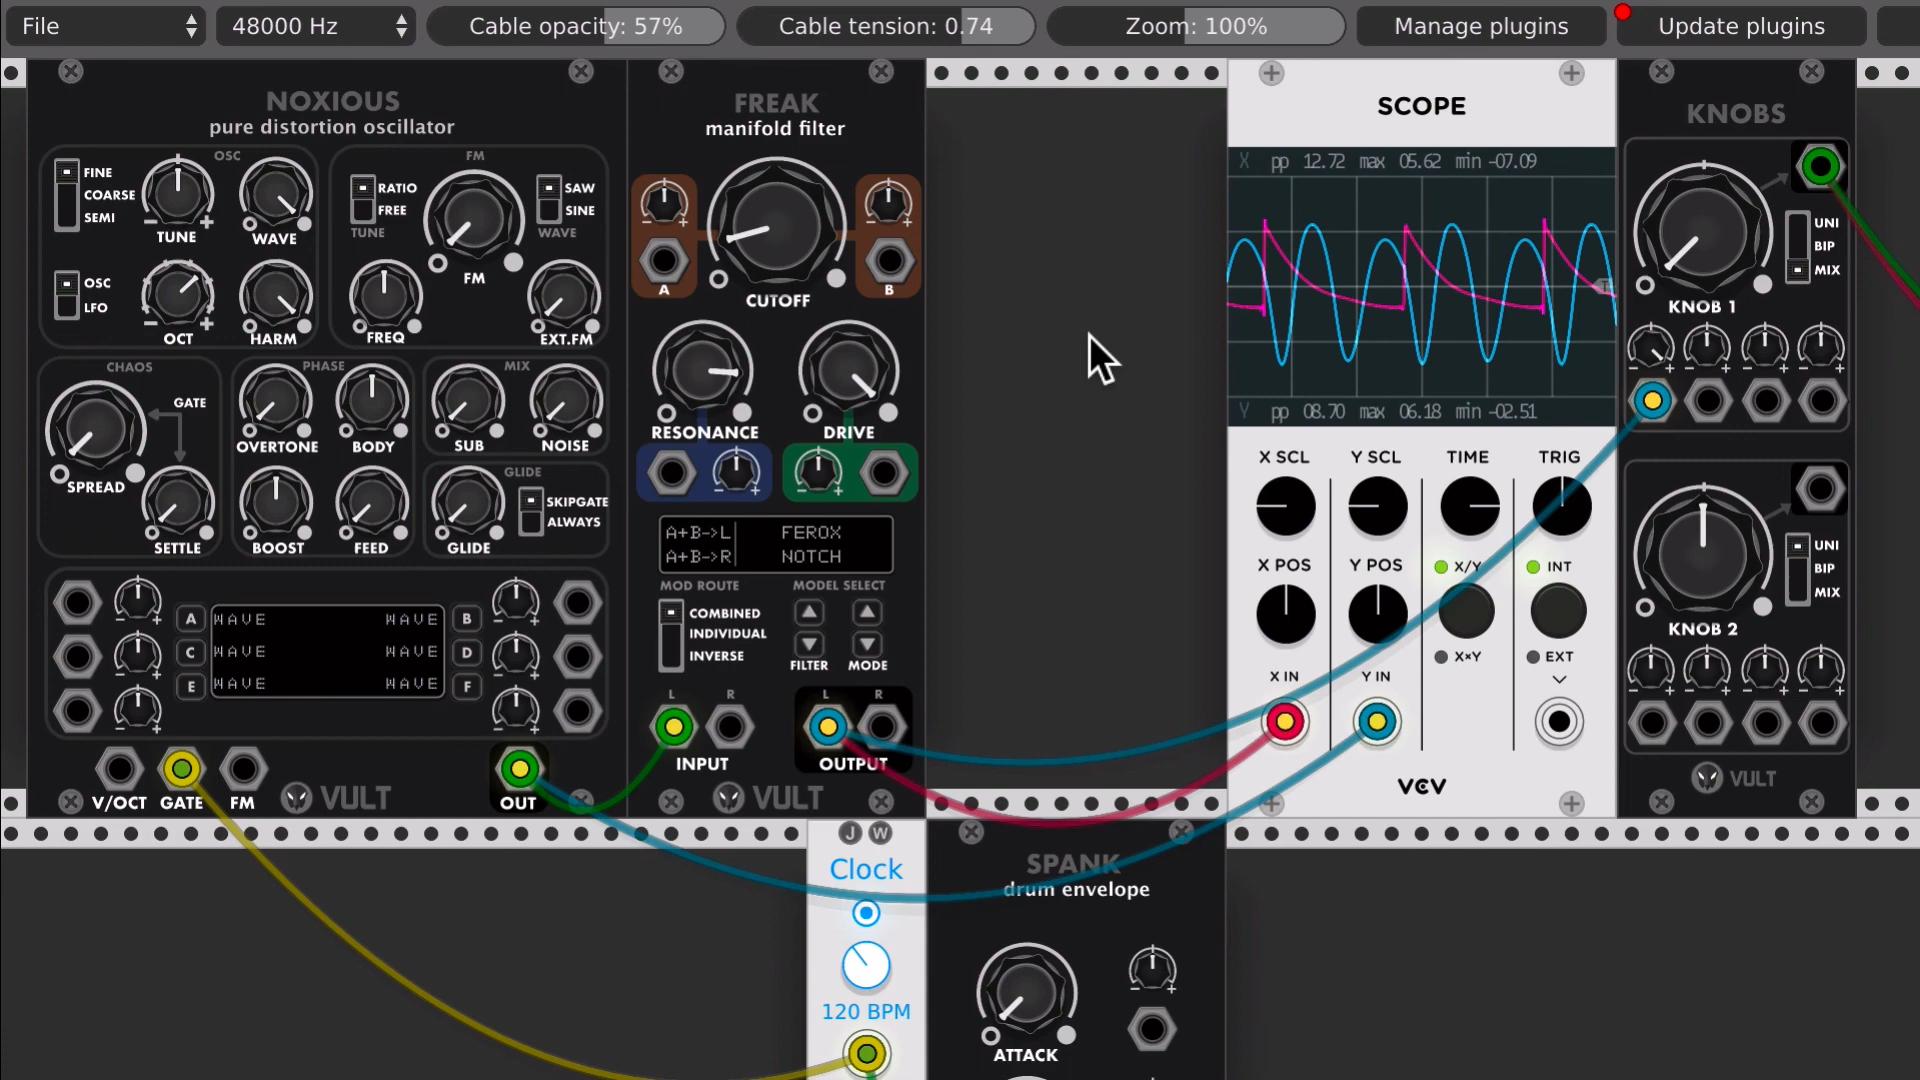 File
48000 Hz
Cable opacity: 57%
Cable tension: 0.74
Zoom: 100%
Manage plugins
Update plugins
NOXIOUS
pure distortion oscillator
OSC
FINE
COARSE
SEMI
TUNE
WAVE
OSC
LFO
OCT
HARM
FM
RATIO
FREE
TUNE
FM
SAW
SINE
WAVE
FREQ
EXT.FM
CHAOS
GATE
SPREAD
SETTLE
PHASE
OVERTONE
BODY
BOOST
FEED
MIX
SUB
NOISE
GLIDE
GLIDE
SKIPGATE
ALWAYS
A
WAVE
WAVE
B
C
WAVE
WAVE
D
E
WAVE
WAVE
F
V/OCT
GATE
FM
VULT
OUT
FREAK
manifold filter
A
CUTOFF
B
RESONANCE
DRIVE
A+B->L
FEROX
A+B->R
NOTCH
MOD ROUTE
MODEL SELECT
COMBINED
INDIVIDUAL
INVERSE
FILTER
MODE
L
R
INPUT
L
R
OUTPUT
VULT
SCOPE
X pp 12.72 max 05.62 min -07.09
T
Y pp 08.70 max 06.18 min -02.51
X SCL
Y SCL
TIME
TRIG
X POS
Y POS
X/Y
INT
X×Y
EXT
X IN
Y IN
VCV
KNOBS
UNI
BIP
MIX
KNOB 1
UNI
BIP
MIX
KNOB 2
VULT
J
W
Clock
120 BPM
SPANK
drum envelope
ATTACK